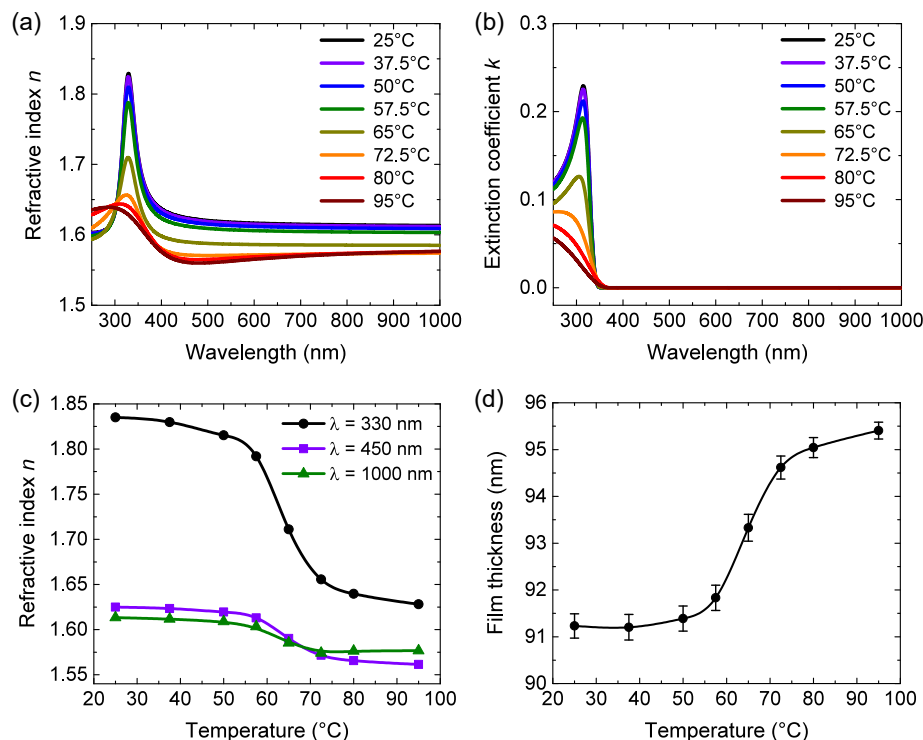 (a)
1.9
1.8
1.7
1.6
1.5
Refractive index n
25°C
37.5°C
50°C
57.5°C
65°C
72.5°C
80°C
95°C
300 400 500 600 700 800 900 1000
Wavelength (nm)
(b)
0.3
0.2
0.1
0.0
Extinction coefficient k
25°C
37.5°C
50°C
57.5°C
65°C
72.5°C
80°C
95°C
300 400 500 600 700 800 900 1000
Wavelength (nm)
(c)
1.85
1.80
1.75
1.70
1.65
1.60
1.55
Refractive index n
λ = 330 nm
λ = 450 nm
λ = 1000 nm
20 30 40 50 60 70 80 90 100
Temperature (°C)
(d)
96
95
94
93
92
91
90
Film thickness (nm)
20 30 40 50 60 70 80 90 100
Temperature (°C)